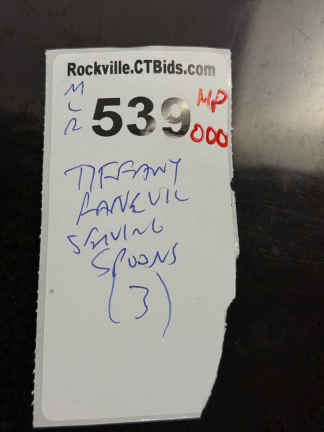 Rockville.CTBids.com
M L R
539
MP
000
TIFFANY
FANEUIL
SERVING
SPOONS
(3)